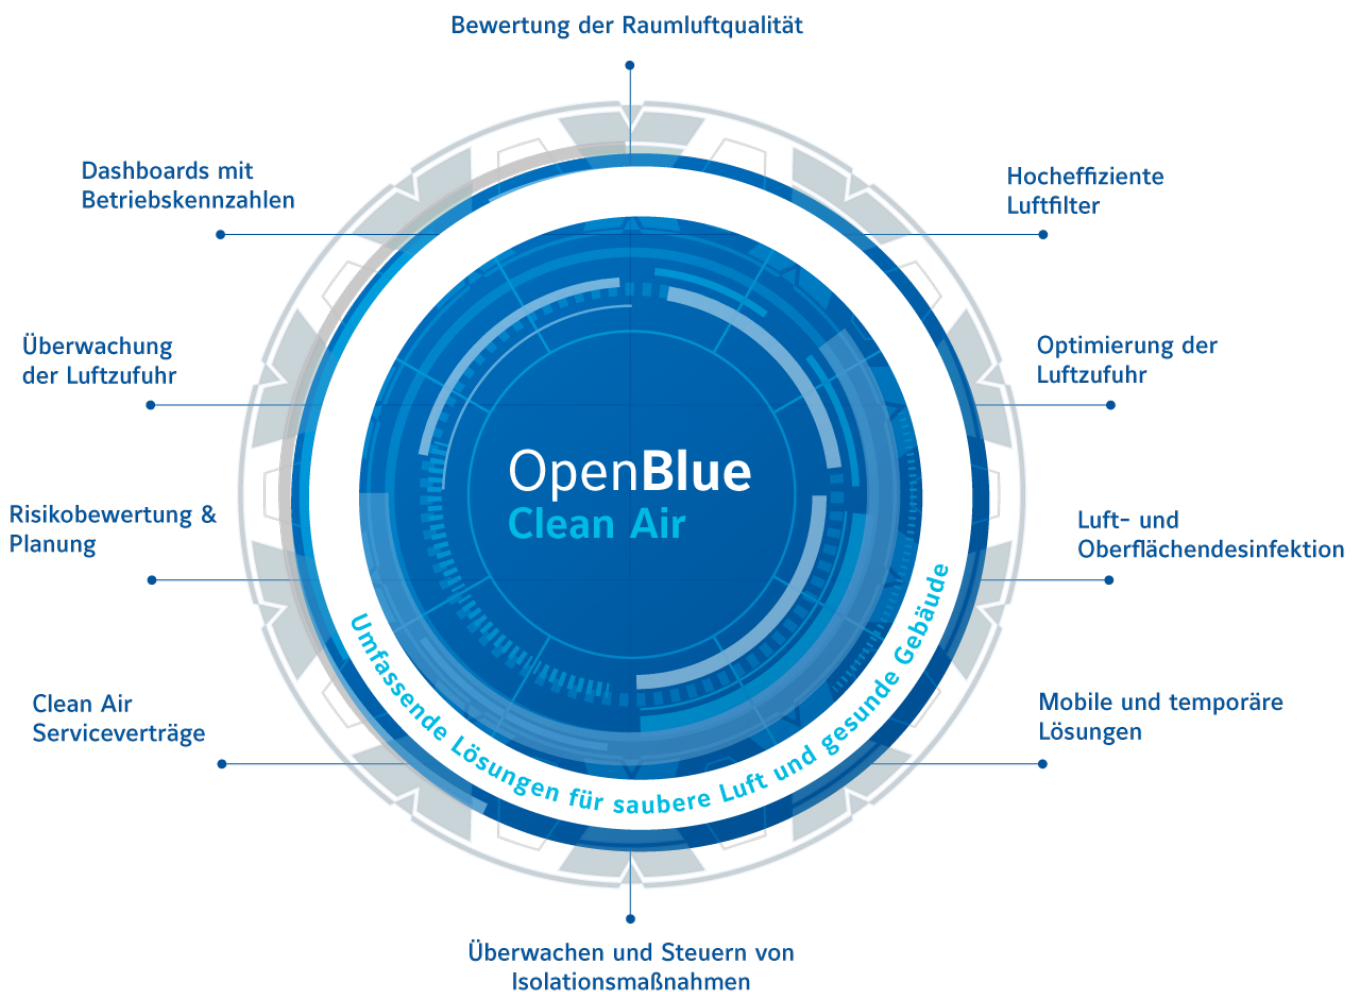 Bewertung der Raumluftqualität
Dashboards mit
Betriebskennzahlen
Hocheffiziente
Luftfilter
Überwachung
der Luftzufuhr
Optimierung der
Luftzufuhr
OpenBlue
Clean Air
Risikobewertung &
Planung
Luft- und
Oberflächendesinfektion
Umfassende Lösungen für saubere Luft und gesunde Gebäude
Clean Air
Serviceverträge
Mobile und temporäre
Lösungen
Überwachen und Steuern von
Isolationsmaßnahmen